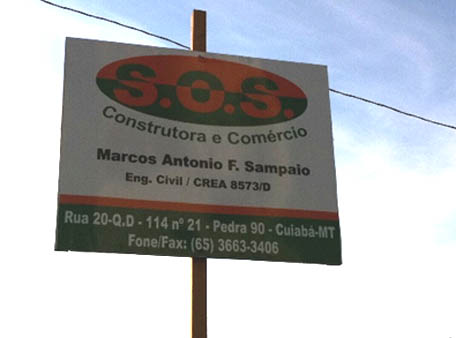 S.O.S.
Construtora e Comércio
Marcos Antonio F. Sampaio
Eng. Civil / CREA 8573/D
Rua 20-Q.D - 114 nº 21 - Pedra 90 - Cuiabá-MT
Fone/Fax: (65) 3663-3406